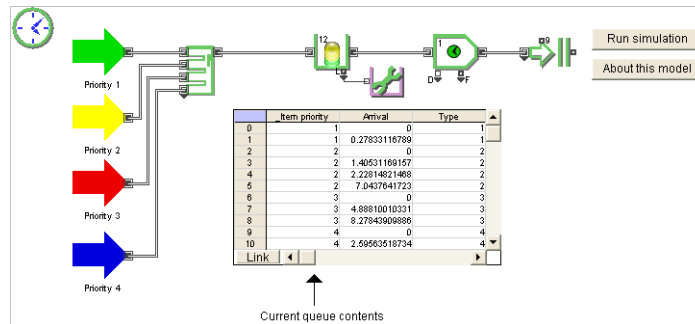 Priority 1
Priority 2
Priority 3
Priority 4
12
L
1
D
F
9
Run simulation
About this model
_Item priority Arrival Type
0 1 0 1
1 1 0.27833116789 1
2 2 0 2
3 2 1.40531169157 2
4 2 2.22814821468 2
5 2 7.0437641723 2
6 3 0 3
7 3 4.88810010331 3
8 3 8.27843909886 3
9 4 0 4
10 4 2.59563518734 4
Link
Current queue contents